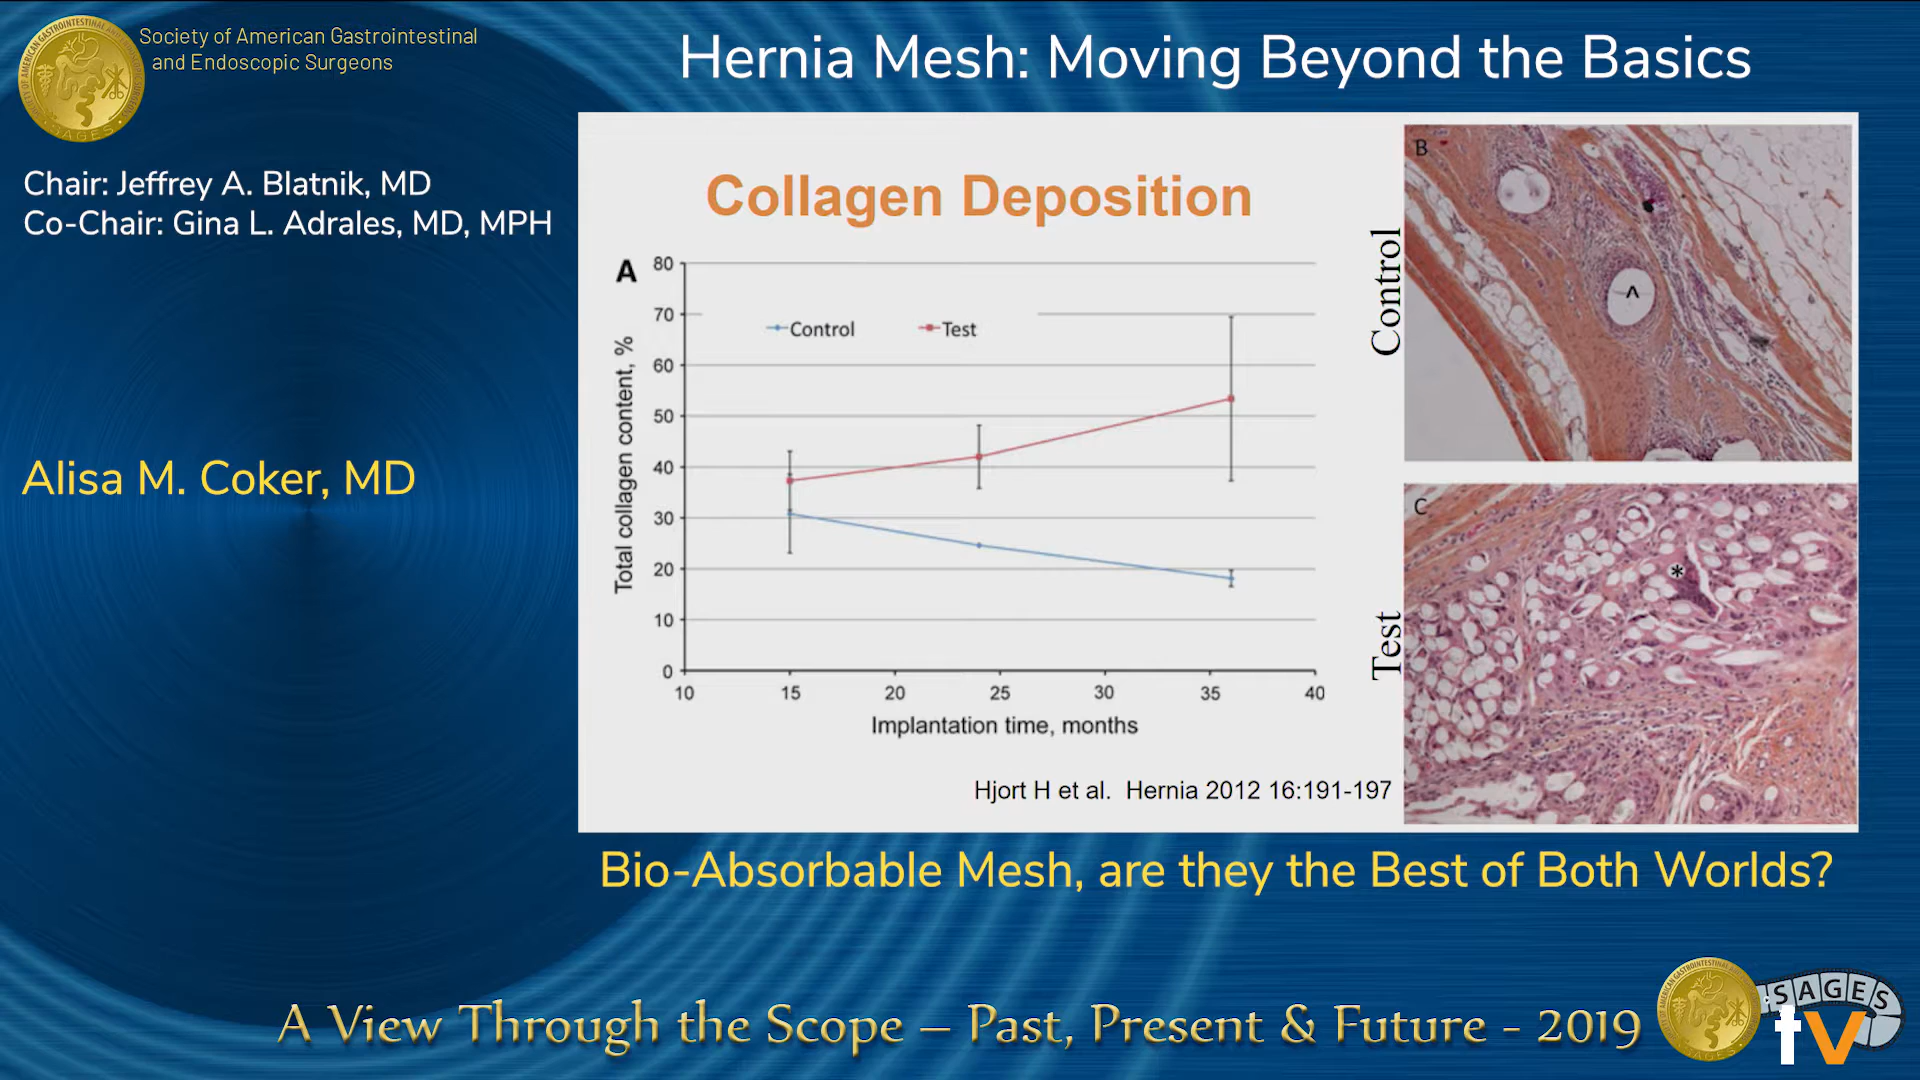 Society of American Gastrointestinal
and Endoscopic Surgeons
Hernia Mesh: Moving Beyond the Basics
Chair: Jeffrey A. Blatnik, MD
Co-Chair: Gina L. Adrales, MD, MPH
Alisa M. Coker, MD
Collagen Deposition
A
Control
Test
Total collagen content, %
80
70
60
50
40
30
20
10
0
10 15 20 25 30 35 40
Implantation time, months
Hjort H et al. Hernia 2012 16:191-197
Control
B
^
Test
C
*
Bio-Absorbable Mesh, are they the Best of Both Worlds?
A View Through the Scope – Past, Present & Future - 2019
SAGES
tv